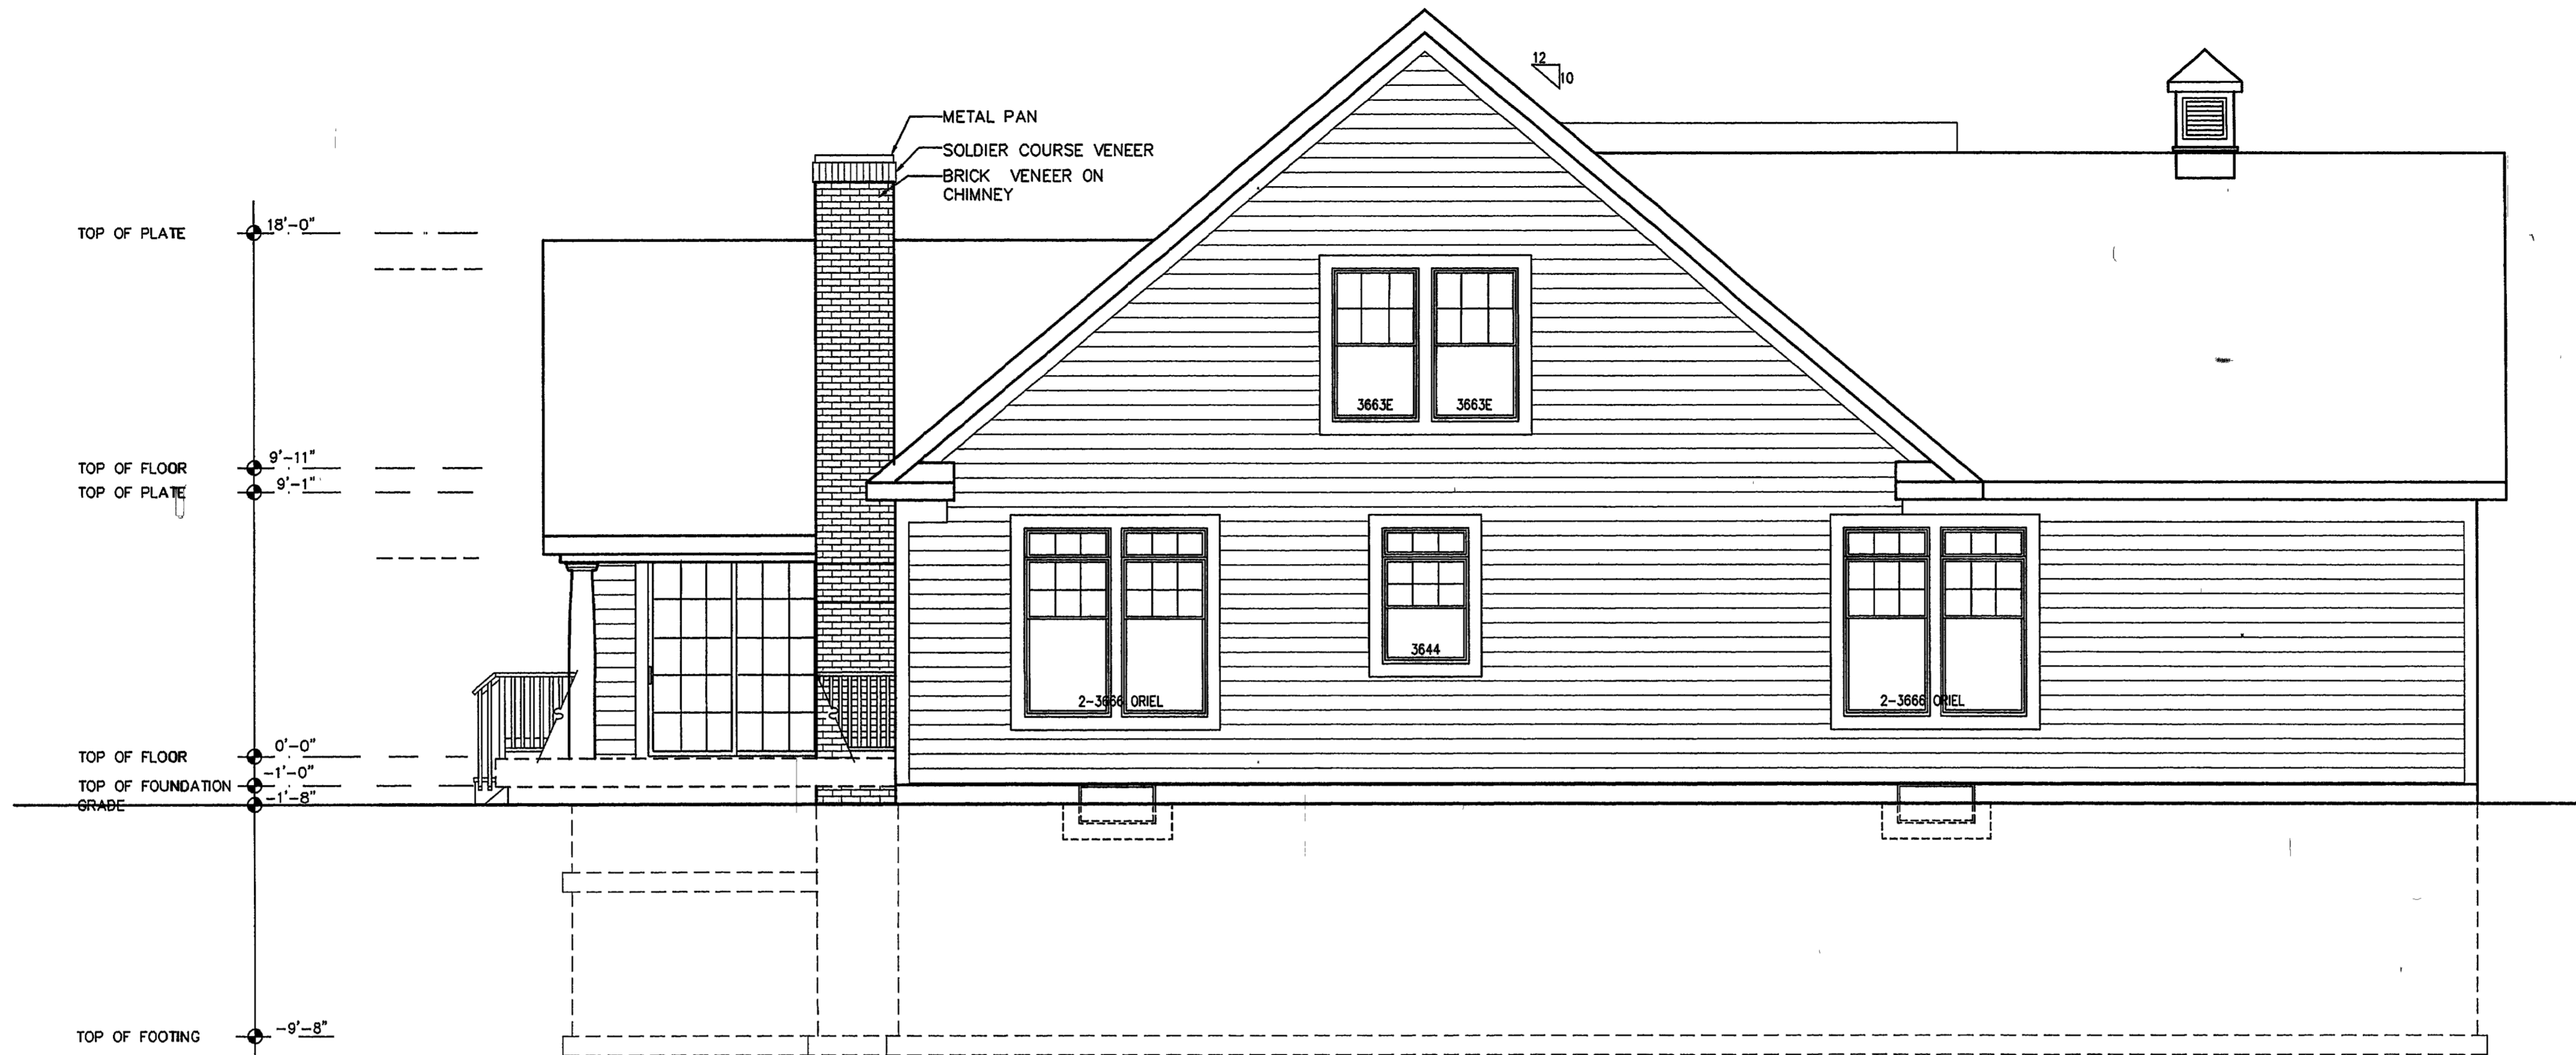 12
10
METAL PAN
SOLDIER COURSE VENEER
BRICK VENEER ON
CHIMNEY
TOP OF PLATE 18'-0"
3663E 3663E
TOP OF FLOOR 9'-11"
TOP OF PLATE 9'-1"
3644
2-3666 ORIEL 2-3666 ORIEL
TOP OF FLOOR 0'-0"
TOP OF FOUNDATION -1'-0"
GRADE -1'-8"
TOP OF FOOTING -9'-8"